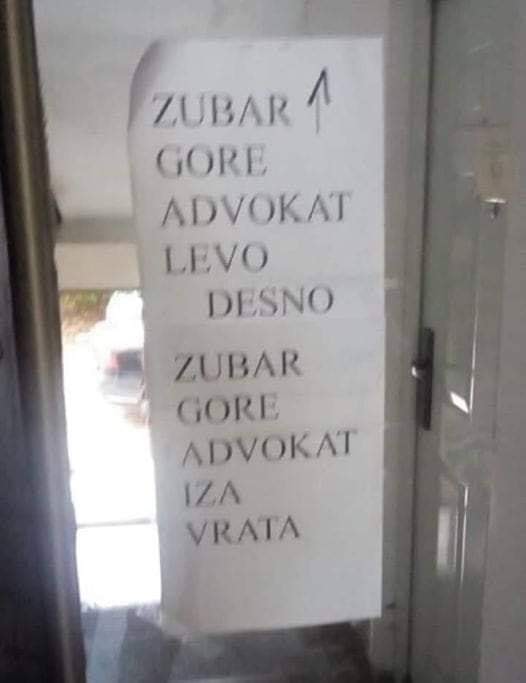 ZUBAR ↑
GORE
ADVOKAT
LEVO
DESNO
ZUBAR
GORE
ADVOKAT
IZA
VRATA